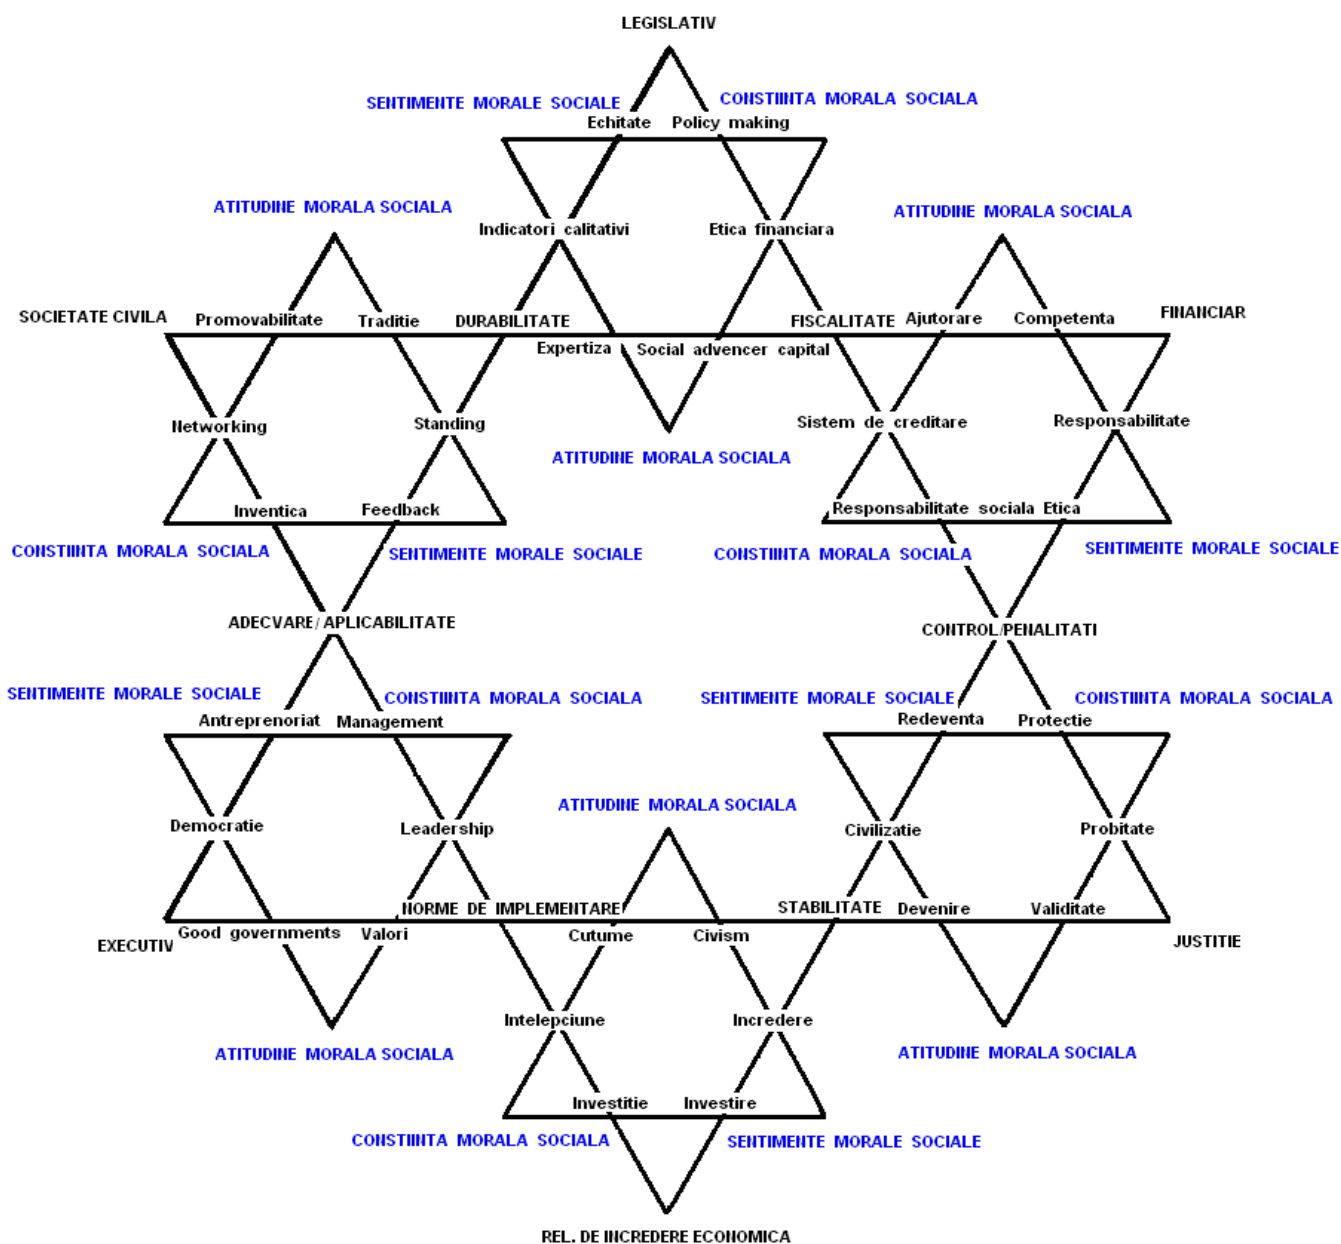 LEGISLATIV
SENTIMENTE MORALE SOCIALE
CONSTIINTA MORALA SOCIALA
Echitate
Policy making
ATITUDINE MORALA SOCIALA
ATITUDINE MORALA SOCIALA
Indicatori calitativi
Etica financiara
SOCIETATE CIVILA
Promovabilitate
Traditie
DURABILITATE
FISCALITATE
Ajutorare
Competenta
FINANCIAR
Expertiza
Social advencer capital
Networking
Standing
Sistem de creditare
Responsabilitate
ATITUDINE MORALA SOCIALA
Inventica
Feedback
Responsabilitate sociala
Etica
CONSTIINTA MORALA SOCIALA
SENTIMENTE MORALE SOCIALE
CONSTIINTA MORALA SOCIALA
SENTIMENTE MORALE SOCIALE
ADECVARE/ APLICABILITATE
CONTROL/PENALITATI
SENTIMENTE MORALE SOCIALE
CONSTIINTA MORALA SOCIALA
SENTIMENTE MORALE SOCIALE
CONSTIINTA MORALA SOCIALA
Antreprenoriat
Management
Redeventa
Protectie
ATITUDINE MORALA SOCIALA
Democratie
Leadership
Civilizatie
Probitate
NORME DE IMPLEMENTARE
STABILITATE
Devenire
Validitate
EXECUTIV
Good governments
Valori
Cutume
Civism
JUSTITIE
Intelepciune
Incredere
ATITUDINE MORALA SOCIALA
ATITUDINE MORALA SOCIALA
Investitie
Investire
CONSTIINTA MORALA SOCIALA
SENTIMENTE MORALE SOCIALE
REL. DE INCREDERE ECONOMICA